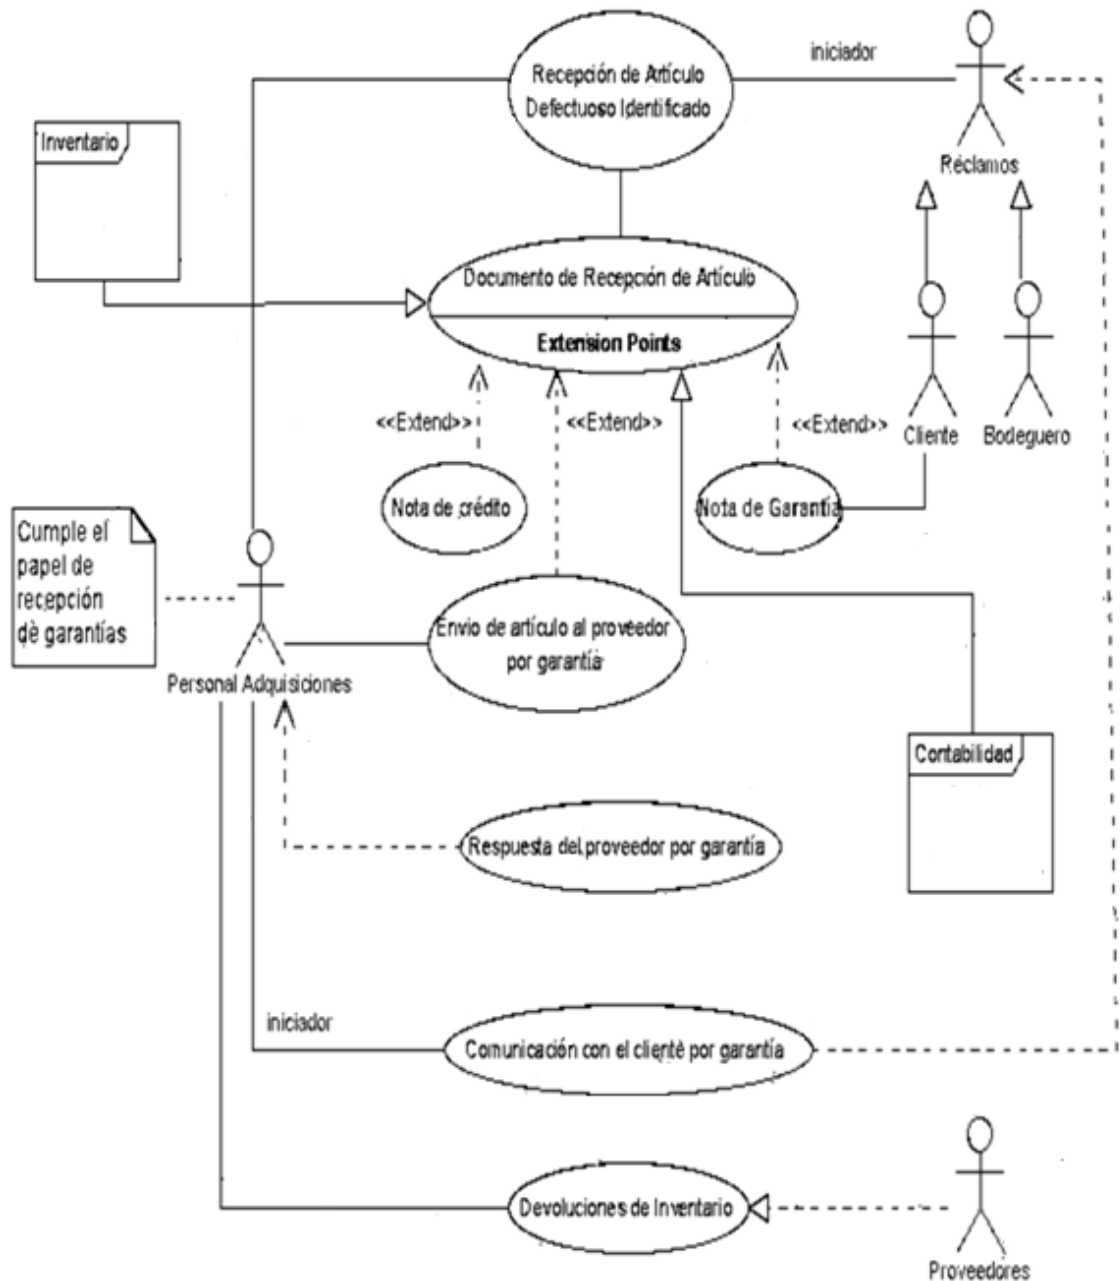 iniciador
Recepción de Artículo
Defectuoso Identificado
Inventario
Réclamos
Documento de Recepción de Artículo
Extension Points
<<Extend>>
<<Extend>>
<<Extend>>
Cliente
Bodeguero
Nota de crédito
Nota de Garantía
Cumple el
papel de
recepción
dè garantías
Envio de artículo al proveedor
por garantía
Personal Adquisiciones
Contabilidad
Respuesta del proveedor por garantía
iniciador
Comunicación con el clientè por garantía
Devoluciones de Inventario
Proveedores